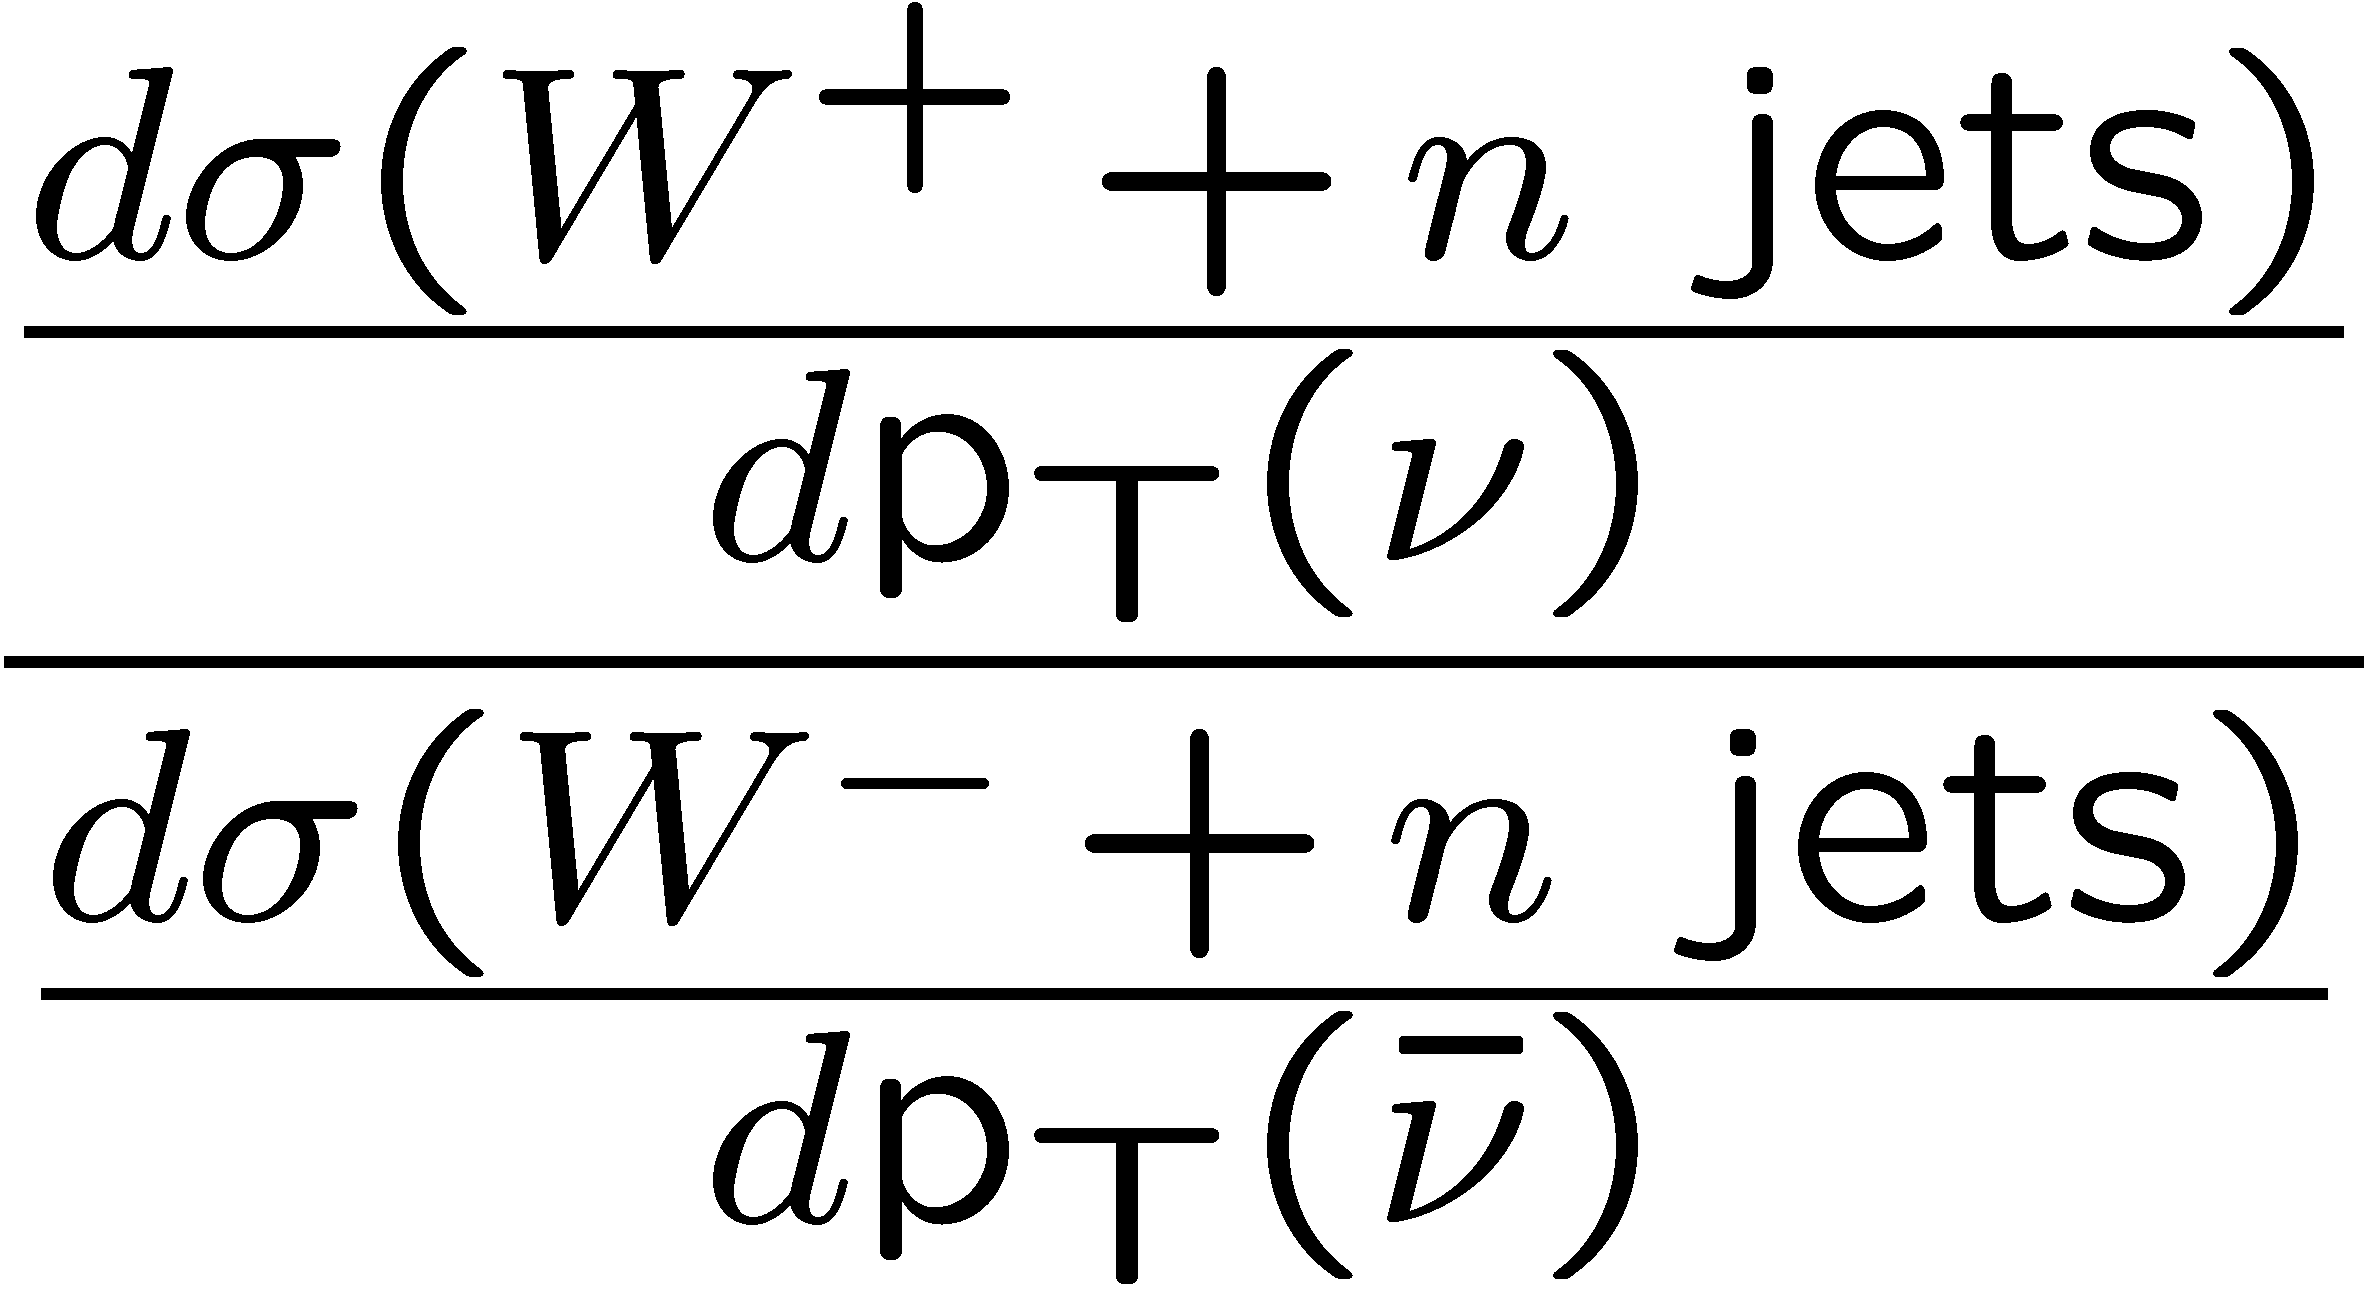 dσ(W⁺ + n jets)
dp_T(ν)
dσ(W⁻ + n jets)
dp_T(ν̄)